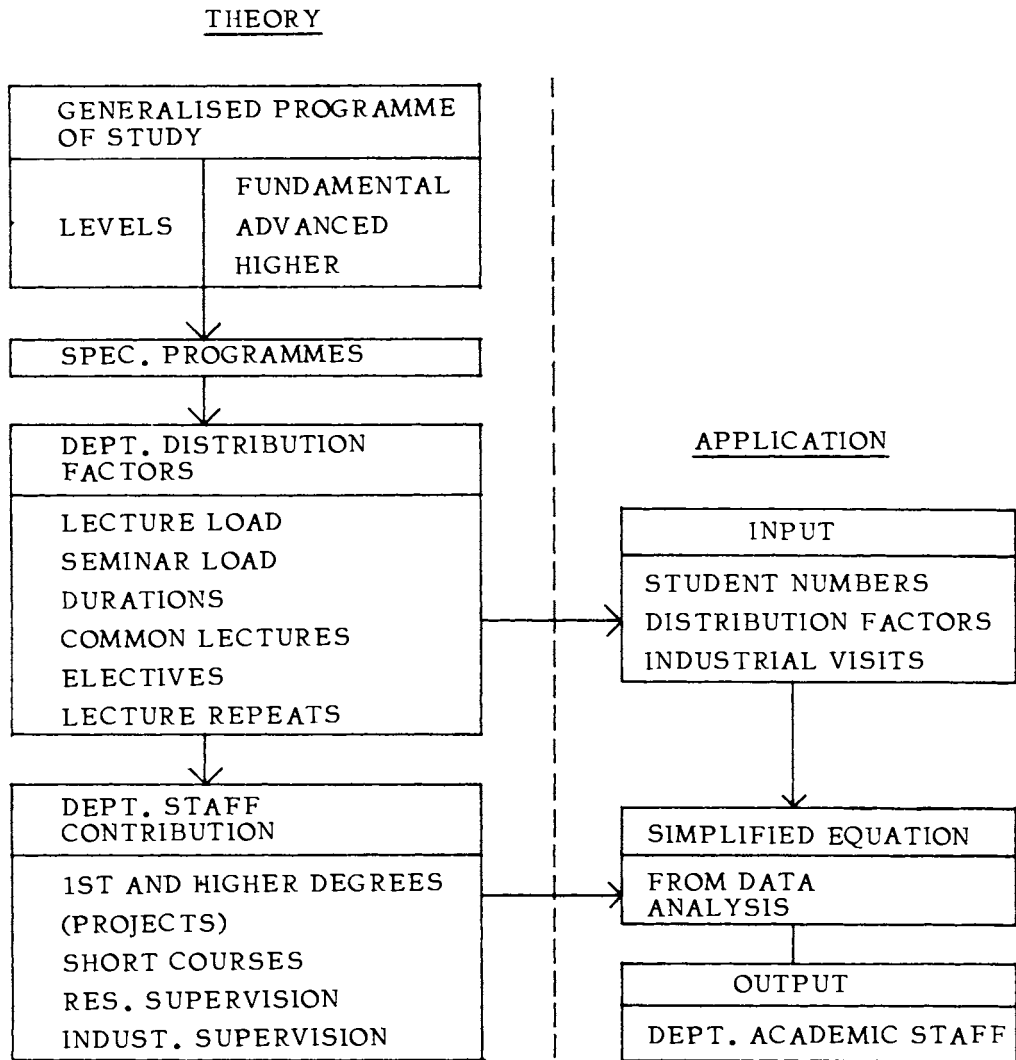 THEORY
GENERALISED PROGRAMME
OF STUDY
LEVELS
FUNDAMENTAL
ADVANCED
HIGHER
SPEC. PROGRAMMES
DEPT. DISTRIBUTION
FACTORS
LECTURE LOAD
SEMINAR LOAD
DURATIONS
COMMON LECTURES
ELECTIVES
LECTURE REPEATS
DEPT. STAFF
CONTRIBUTION
1ST AND HIGHER DEGREES
(PROJECTS)
SHORT COURSES
RES. SUPERVISION
INDUST. SUPERVISION
APPLICATION
INPUT
STUDENT NUMBERS
DISTRIBUTION FACTORS
INDUSTRIAL VISITS
SIMPLIFIED EQUATION
FROM DATA
ANALYSIS
OUTPUT
DEPT. ACADEMIC STAFF